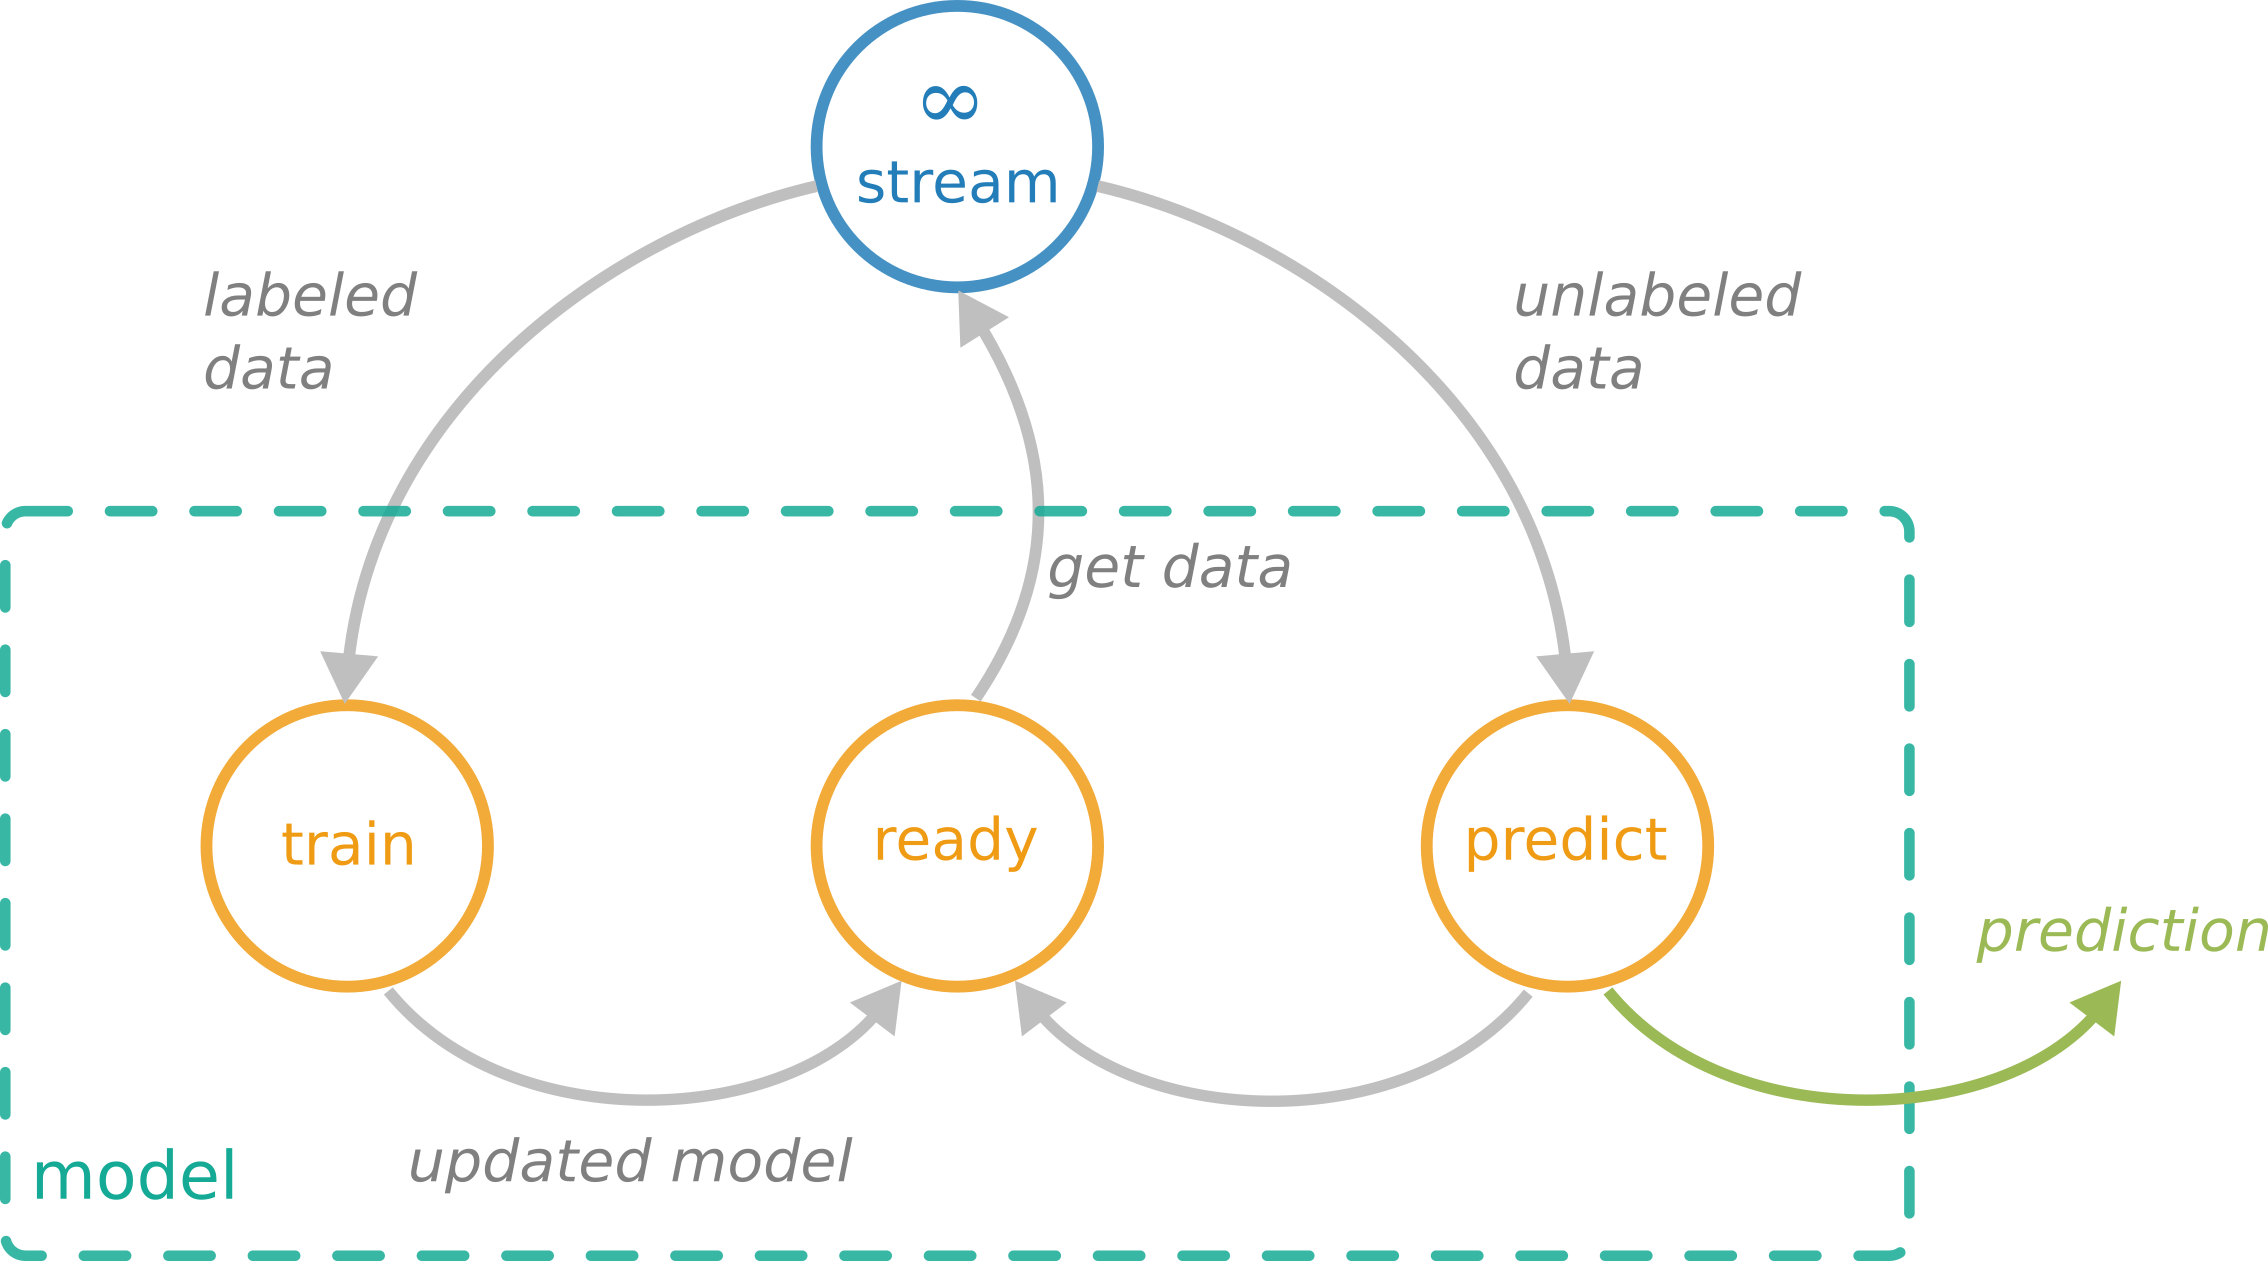 ∞
stream
labeled
data
unlabeled
data
get data
train
ready
predict
prediction
updated model
model